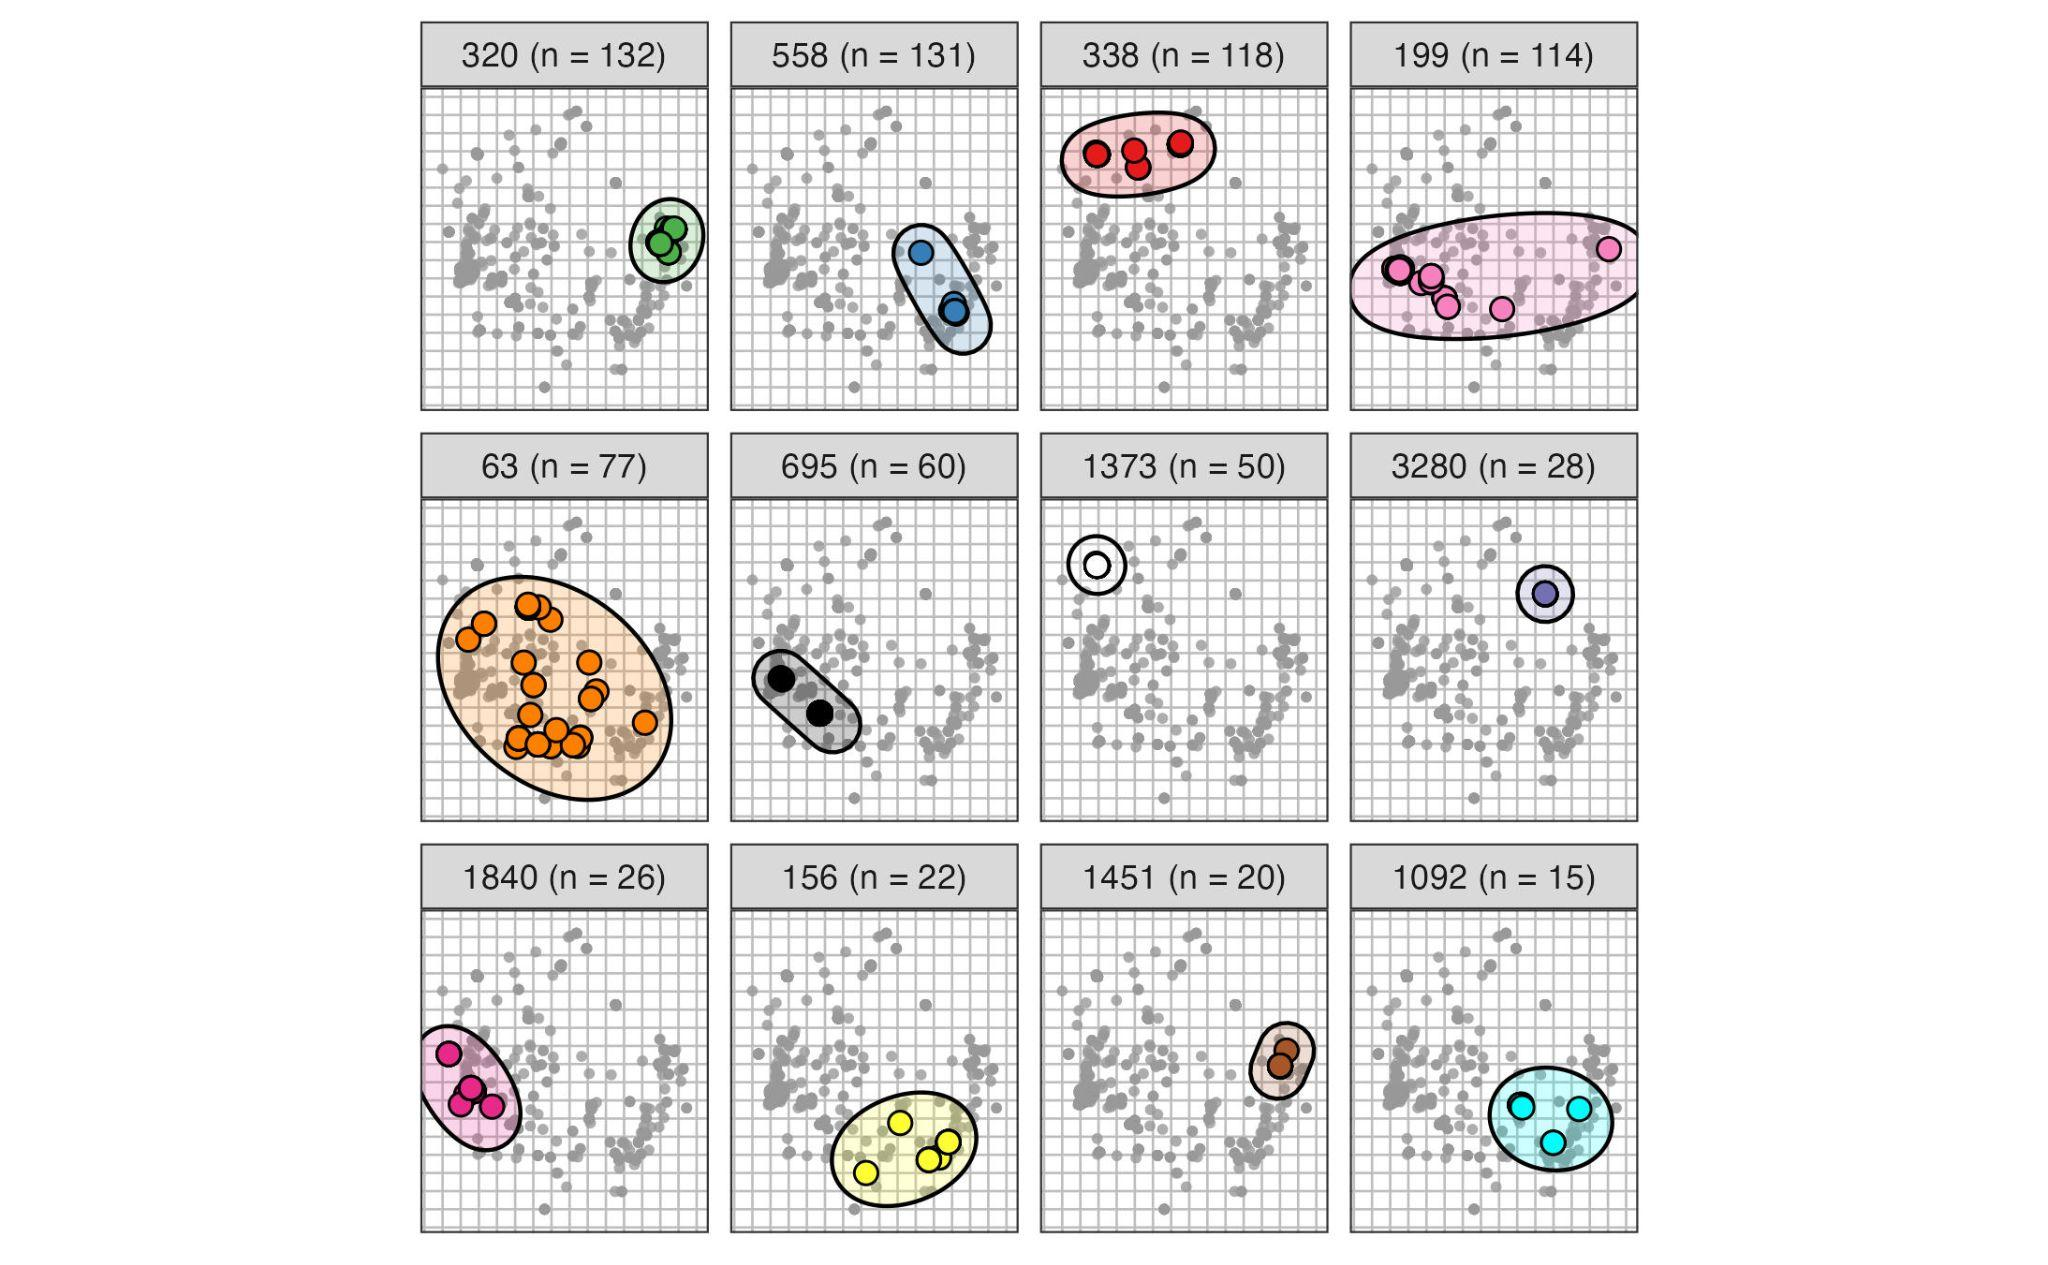 320 (n = 132)
558 (n = 131)
338 (n = 118)
199 (n = 114)
63 (n = 77)
695 (n = 60)
1373 (n = 50)
3280 (n = 28)
1840 (n = 26)
156 (n = 22)
1451 (n = 20)
1092 (n = 15)